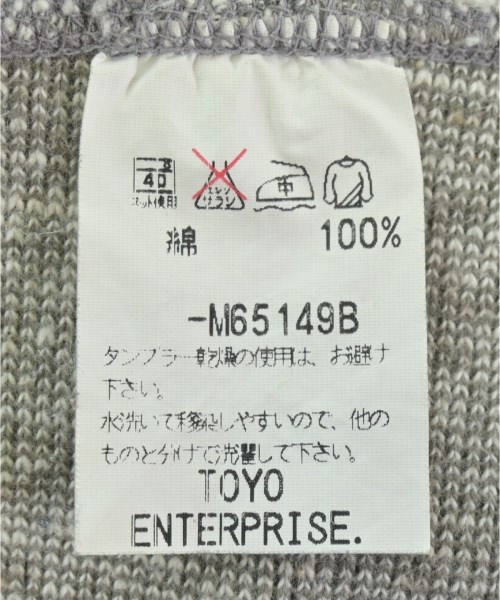 40
ネット使用
エンソ
サラシ
中
綿 100%
-M65149B
タンブラー乾燥の使用は、お避け
下さい。
水洗いで移染しやすいので、他の
ものと分けて洗濯して下さい。
TOYO
ENTERPRISE.